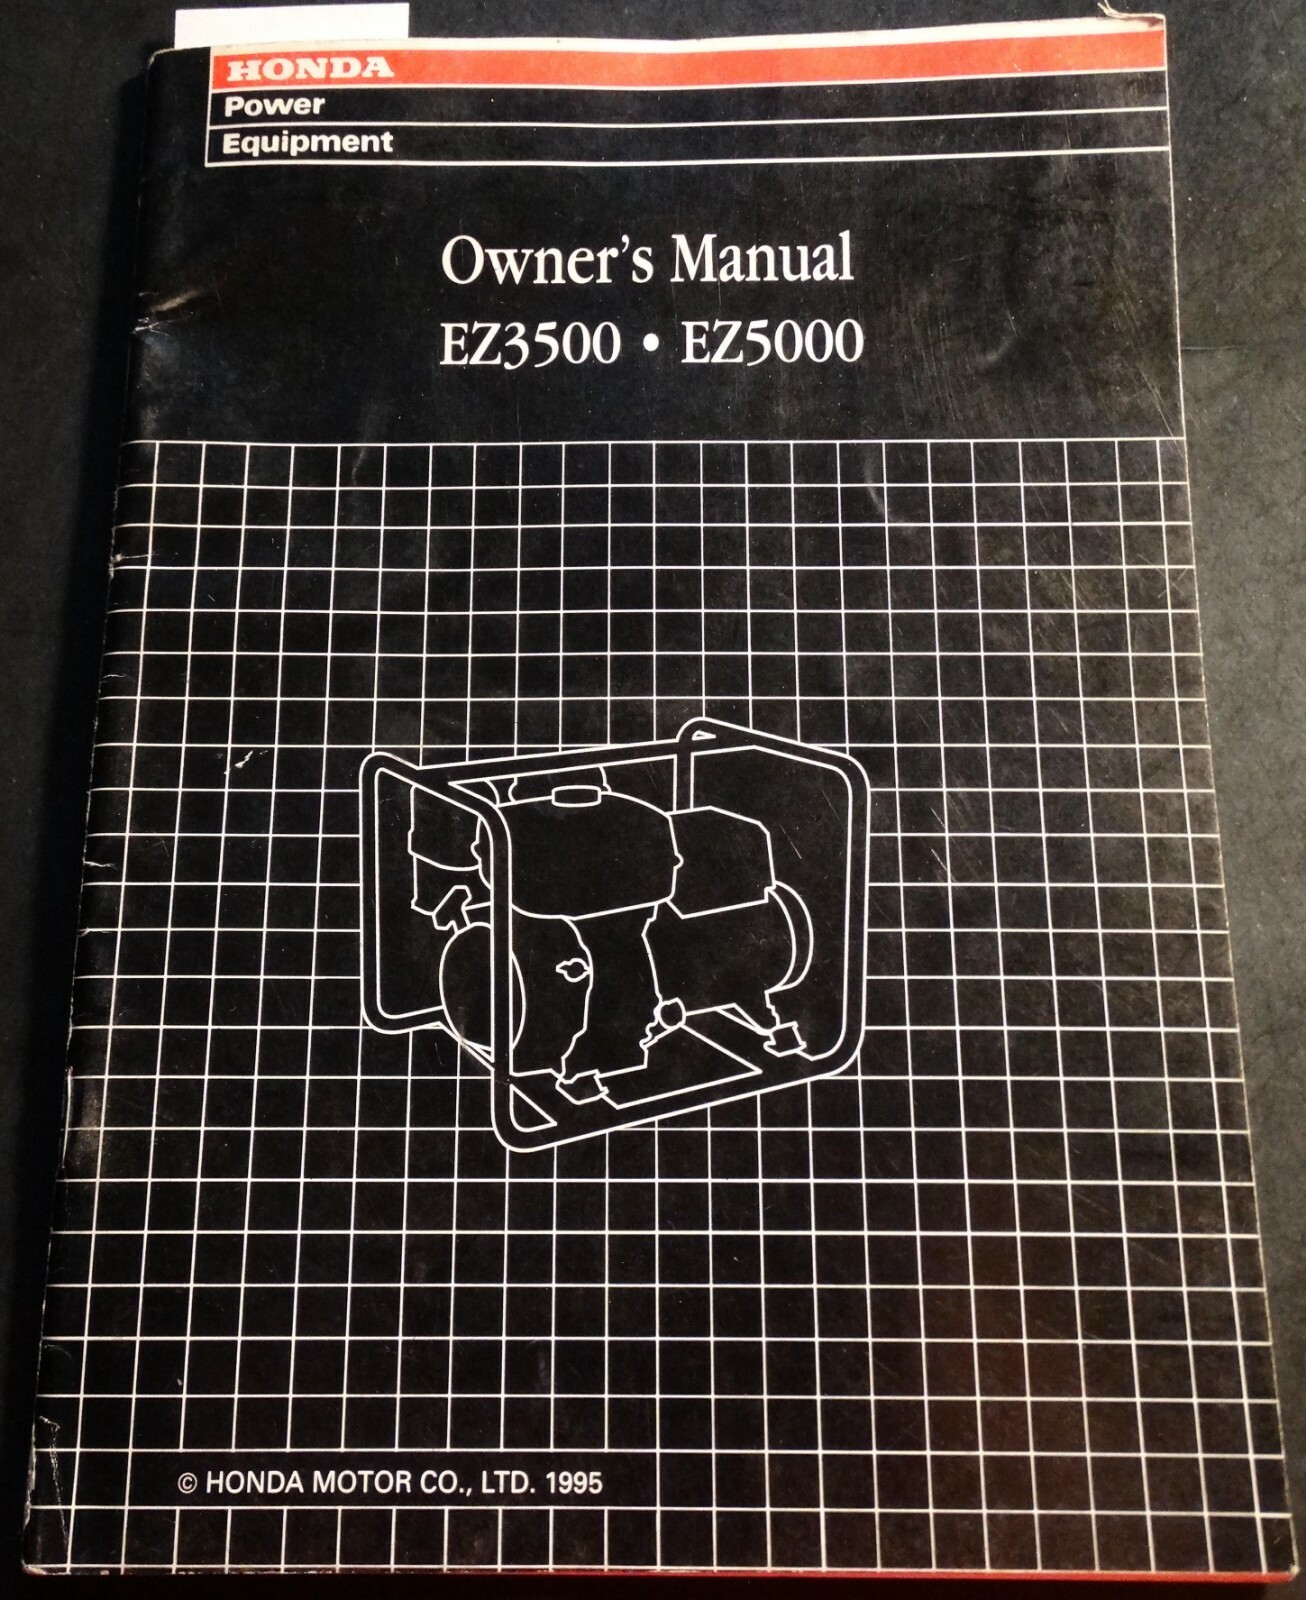 HONDA
Power
Equipment
Owner's Manual
EZ3500 • EZ5000
© HONDA MOTOR CO., LTD. 1995